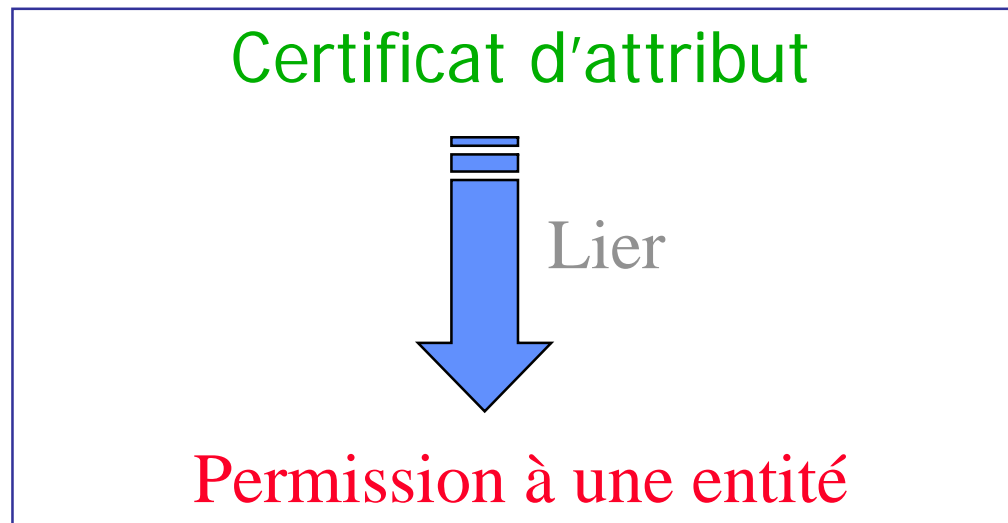 Certificat d'attribut
Lier
Permission à une entité